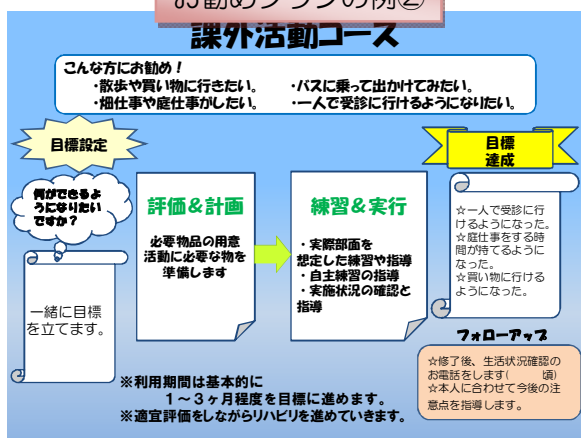 お勧めプランの例②
課外活動コース
こんな方にお勧め！
・散歩や買い物に行きたい。
・バスに乗って出かけてみたい。
・畑仕事や庭仕事がしたい。
・一人で受診に行けるようになりたい。
目標設定
何ができるよ
うになりたい
ですか？
一緒に目標
を立てます。
評価＆計画
必要物品の用意
活動に必要な物を
準備します
練習＆実行
・実際部面を
想定した練習や指導
・自主練習の指導
・実施状況の確認と
指導
目標
達成
☆一人で受診に行
けるようになった。
☆庭仕事をする時
間が持てるように
なった。
☆買い物に行ける
ようになった。
フォローアップ
☆修了後、生活状況確認の
お電話をします(　　　頃)
☆本人に合わせて今後の注
意点を指導します。
※利用期間は基本的に
１～３ヶ月程度を目標に進めます。
※適宜評価をしながらリハビリを進めていきます。